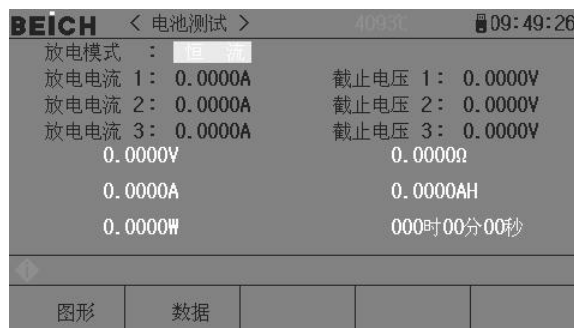 BEICH < 电池测试 > 4093℃ 09:49:26
放电模式 : 恒 流
放电电流 1: 0.0000A 截止电压 1: 0.0000V
放电电流 2: 0.0000A 截止电压 2: 0.0000V
放电电流 3: 0.0000A 截止电压 3: 0.0000V
0.0000V 0.0000Ω
0.0000A 0.0000AH
0.0000W 000时00分00秒
图形 数据